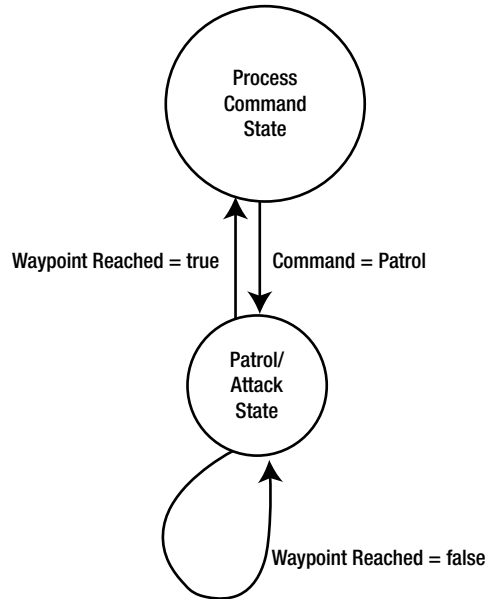 Process
Command
State
Waypoint Reached = true
Command = Patrol
Patrol/
Attack
State
Waypoint Reached = false